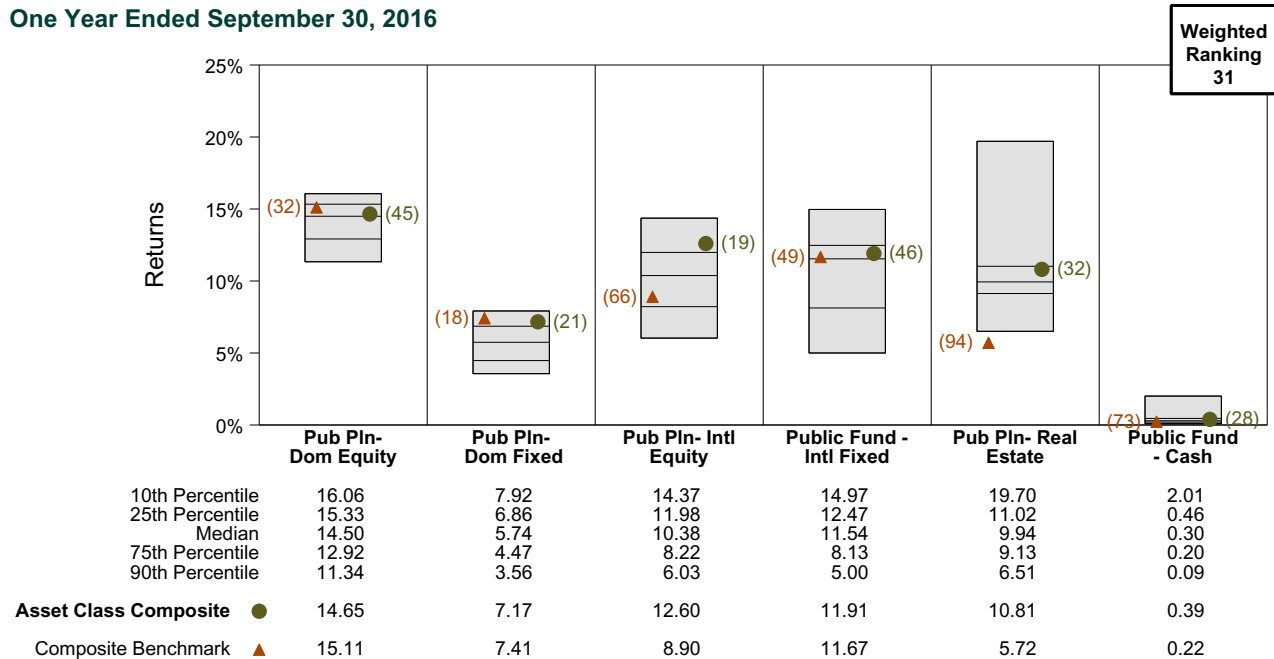 One Year Ended September 30, 2016
Weighted
Ranking
31
Returns
25%
20%
15%
10%
5%
0%
(32)
(45)
(18)
(21)
(66)
(19)
(49)
(46)
(94)
(32)
(73)
(28)
Pub Pln-
Dom Equity
Pub Pln-
Dom Fixed
Pub Pln- Intl
Equity
Public Fund -
Intl Fixed
Pub Pln- Real
Estate
Public Fund
- Cash
10th Percentile 16.06 7.92 14.37 14.97 19.70 2.01
25th Percentile 15.33 6.86 11.98 12.47 11.02 0.46
Median 14.50 5.74 10.38 11.54 9.94 0.30
75th Percentile 12.92 4.47 8.22 8.13 9.13 0.20
90th Percentile 11.34 3.56 6.03 5.00 6.51 0.09
Asset Class Composite 14.65 7.17 12.60 11.91 10.81 0.39
Composite Benchmark 15.11 7.41 8.90 11.67 5.72 0.22